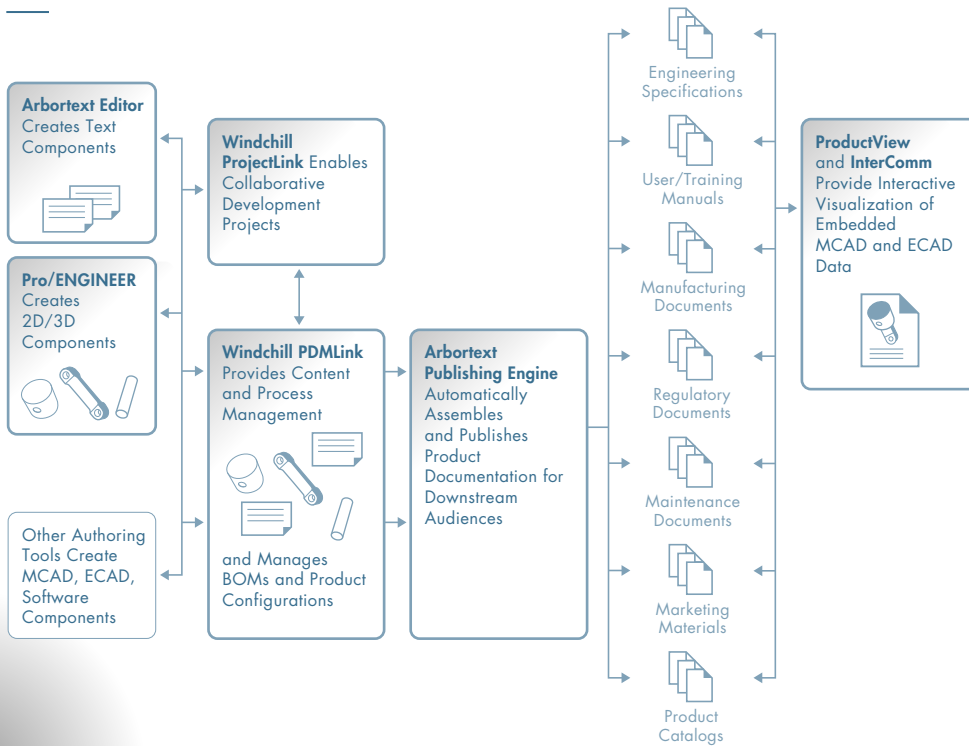 Arbortext Editor
Creates Text
Components
Pro/ENGINEER
Creates
2D/3D
Components
Other Authoring
Tools Create
MCAD, ECAD,
Software
Components
Windchill
ProjectLink Enables
Collaborative
Development
Projects
Windchill PDMLink
Provides Content
and Process
Management
and Manages
BOMs and Product
Configurations
Arbortext
Publishing Engine
Automatically
Assembles
and Publishes
Product
Documentation for
Downstream
Audiences
Engineering
Specifications
User/Training
Manuals
Manufacturing
Documents
Regulatory
Documents
Maintenance
Documents
Marketing
Materials
Product
Catalogs
ProductView
and InterComm
Provide Interactive
Visualization of
Embedded
MCAD and ECAD
Data